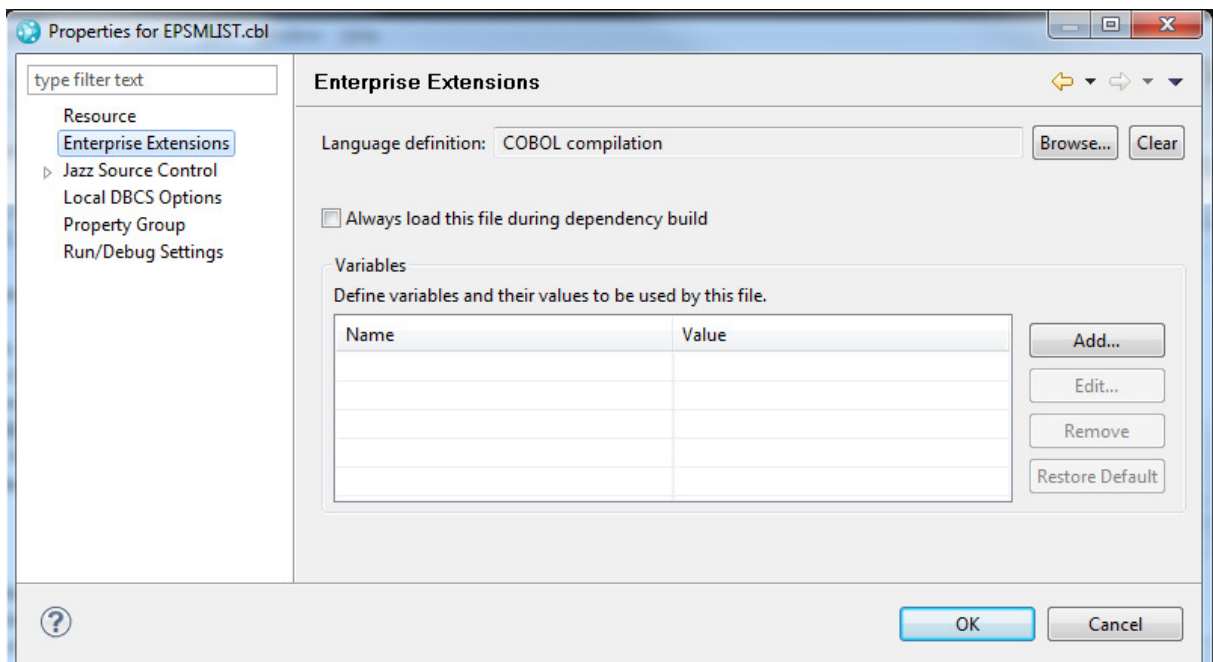 Properties for EPSMLIST.cbl
type filter text
Resource
Enterprise Extensions
Jazz Source Control
Local DBCS Options
Property Group
Run/Debug Settings
Enterprise Extensions
Language definition: COBOL compilation Browse... Clear
Always load this file during dependency build
Variables
Define variables and their values to be used by this file.
Name Value
Add...
Edit...
Remove
Restore Default
? OK Cancel